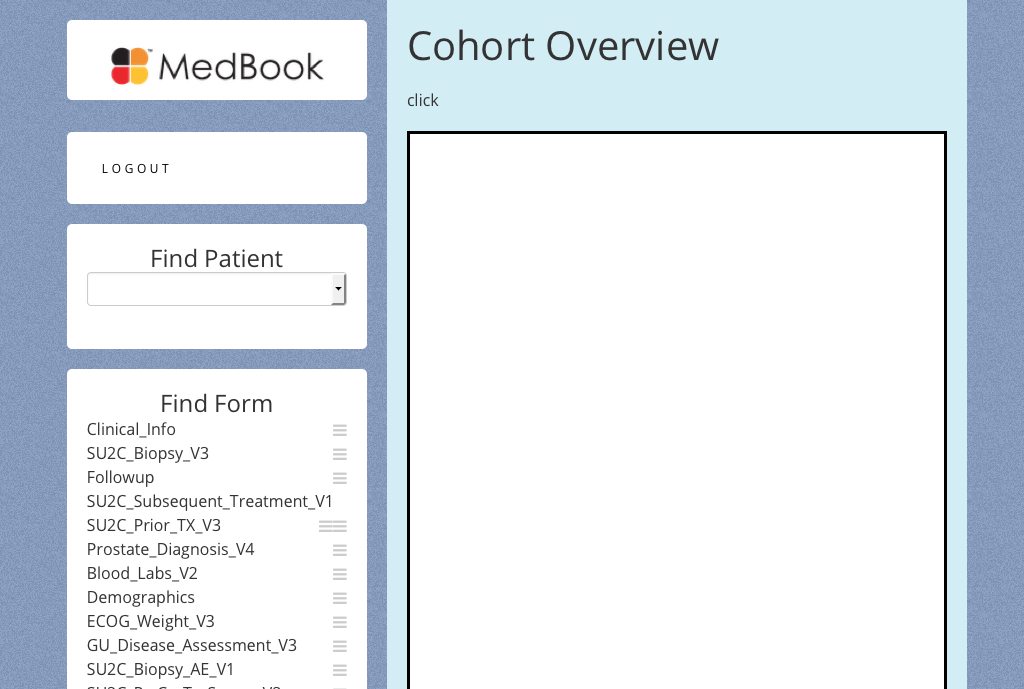 MedBook
LOGOUT
Find Patient
Find Form
Clinical_Info
SU2C_Biopsy_V3
Followup
SU2C_Subsequent_Treatment_V1
SU2C_Prior_TX_V3
Prostate_Diagnosis_V4
Blood_Labs_V2
Demographics
ECOG_Weight_V3
GU_Disease_Assessment_V3
SU2C_Biopsy_AE_V1
Cohort Overview
click